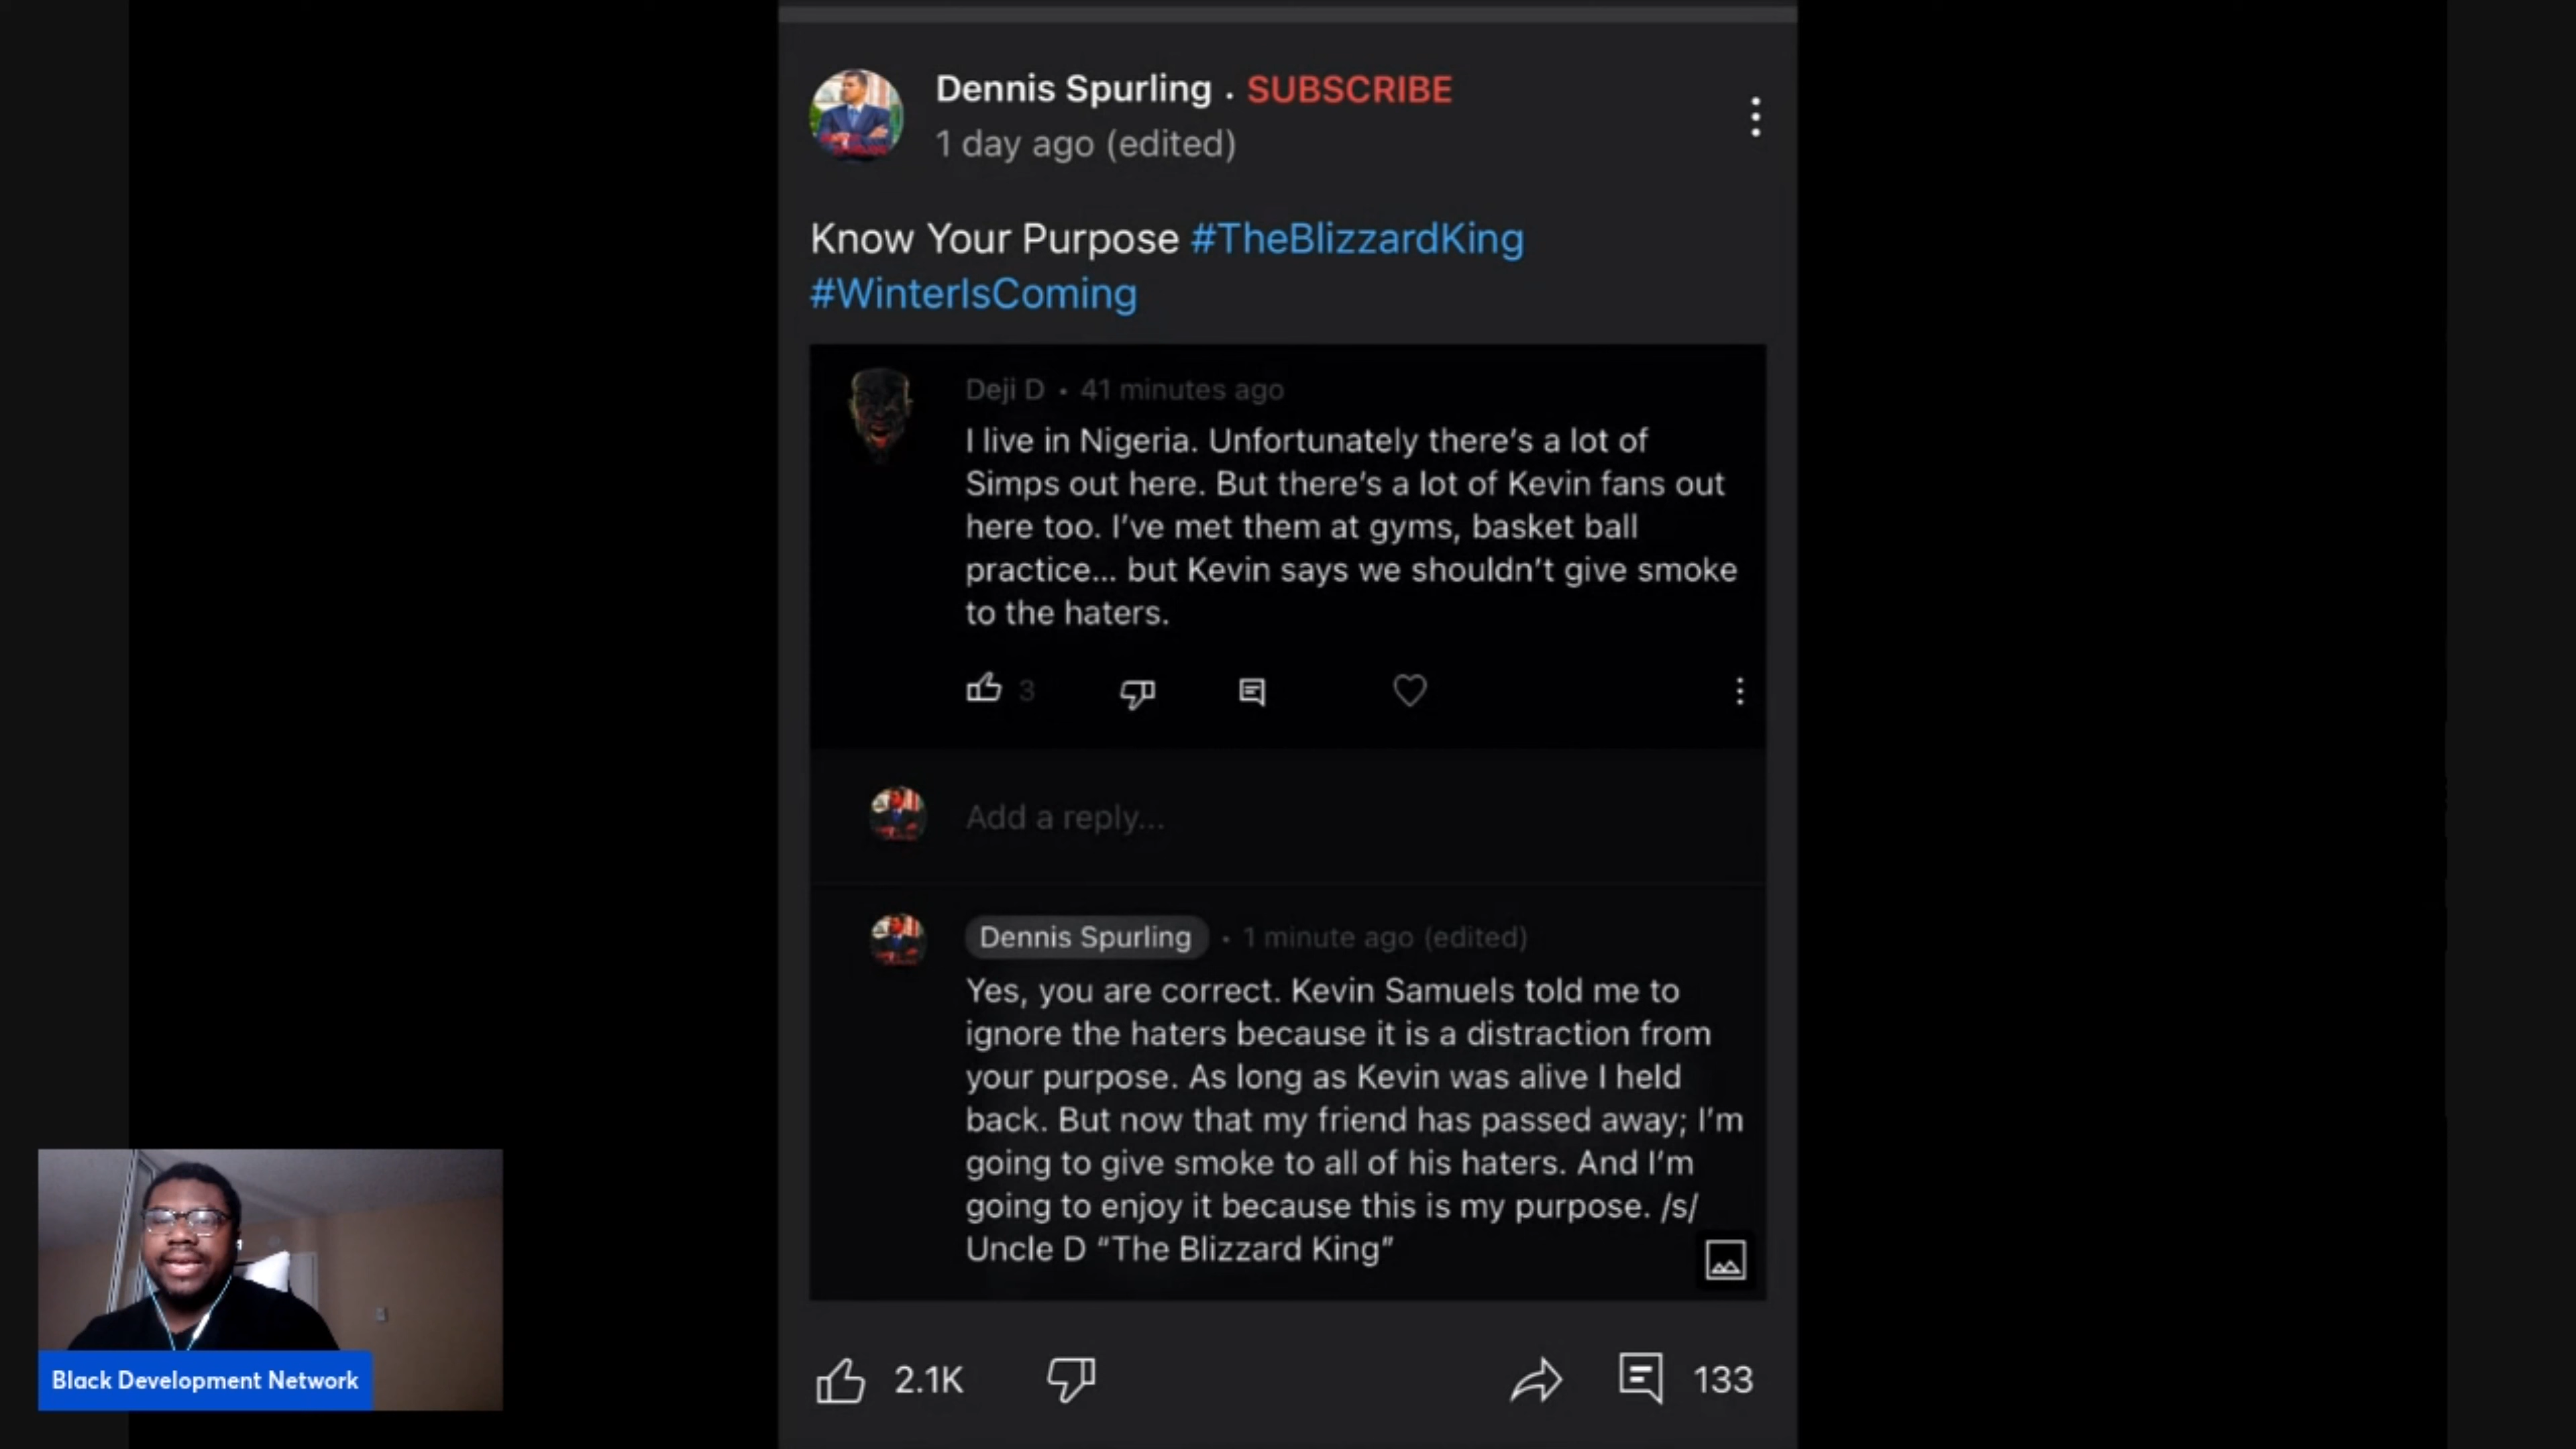 Dennis Spurling . SUBSCRIBE
1 day ago (edited)
Know Your Purpose #TheBlizzardKing
#WinterIsComing
Deji D • 41 minutes ago
I live in Nigeria. Unfortunately there's a lot of
Simps out here. But there's a lot of Kevin fans out
here too. I've met them at gyms, basket ball
practice... but Kevin says we shouldn't give smoke
to the haters.
3
Add a reply...
Dennis Spurling • 1 minute ago (edited)
Yes, you are correct. Kevin Samuels told me to
ignore the haters because it is a distraction from
your purpose. As long as Kevin was alive I held
back. But now that my friend has passed away; I'm
going to give smoke to all of his haters. And I'm
going to enjoy it because this is my purpose. /s/
Uncle D "The Blizzard King"
2.1K 133
Black Development Network